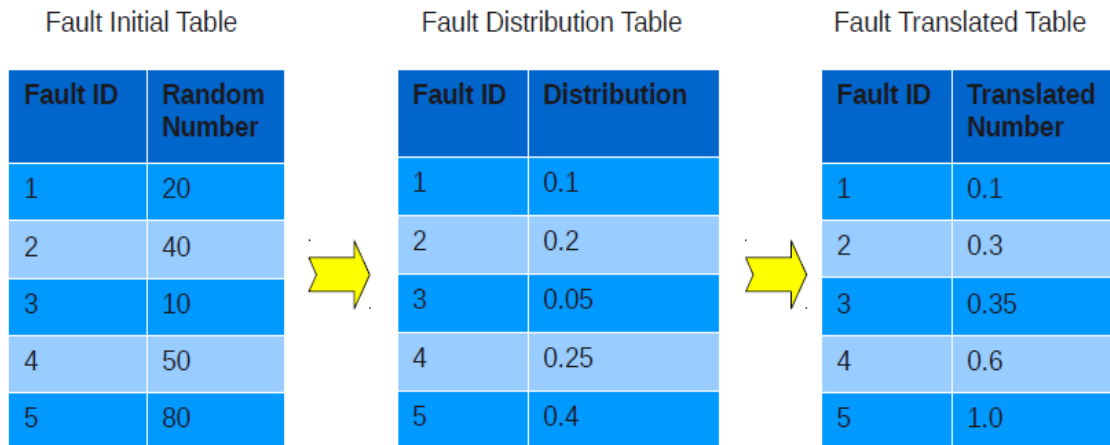 Fault Initial Table
Fault ID Random Number
1 20
2 40
3 10
4 50
5 80
Fault Distribution Table
Fault ID Distribution
1 0.1
2 0.2
3 0.05
4 0.25
5 0.4
Fault Translated Table
Fault ID Translated Number
1 0.1
2 0.3
3 0.35
4 0.6
5 1.0